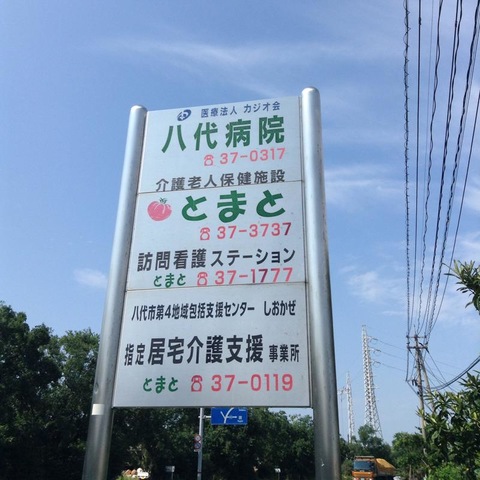 医療法人 カジオ会
八代病院
☎37-0317
介護老人保健施設
とまと
☎37-3737
訪問看護ステーション
とまと ☎37-1777
八代市第4地域包括支援センター しおかぜ
指定 居宅介護支援 事業所
とまと ☎37-0119